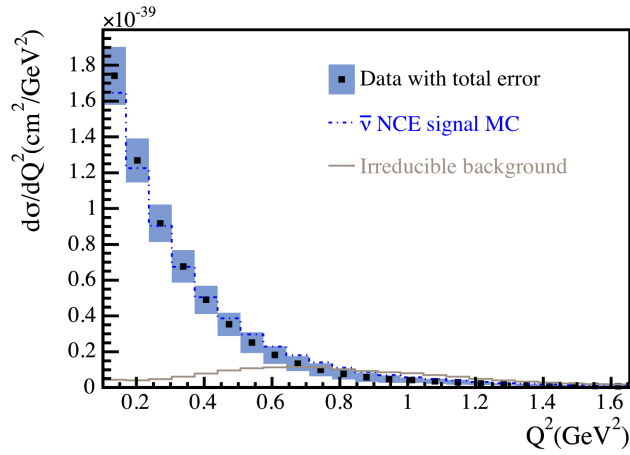 ×10⁻³⁹
dσ/dQ²(cm²/GeV²)
1.8
1.6
1.4
1.2
1
0.8
0.6
0.4
0.2
0
Data with total error
ν̅ NCE signal MC
Irreducible background
0.2 0.4 0.6 0.8 1 1.2 1.4 1.6
Q²(GeV²)